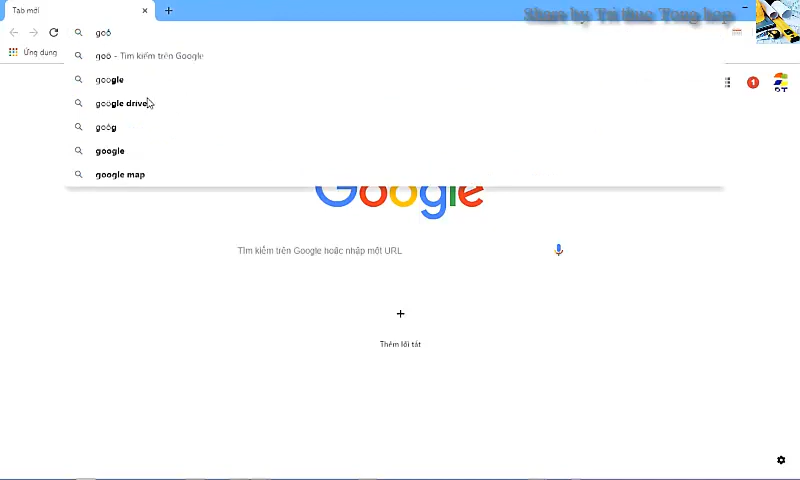 Tab mới
Share by Tri thuc Tong hop
goô
Ứng dụng
goô - Tìm kiếm trên Google
google
google drive
goôg
google
google map
1
Google
Tìm kiếm trên Google hoặc nhập một URL
Thêm lối tắt